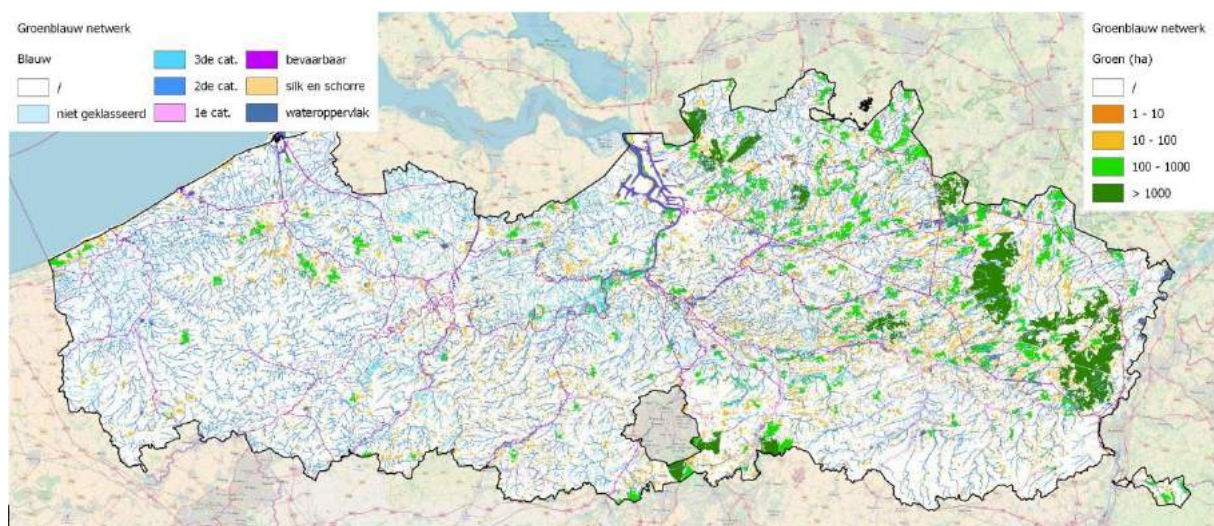 Groenblauw netwerk
Blauw
/
niet geklasseerd
3de cat.
2de cat.
1e cat.
bevaarbaar
silk en schorre
wateroppervlak
Groenblauw netwerk
Groen (ha)
/
1 - 10
10 - 100
100 - 1000
> 1000